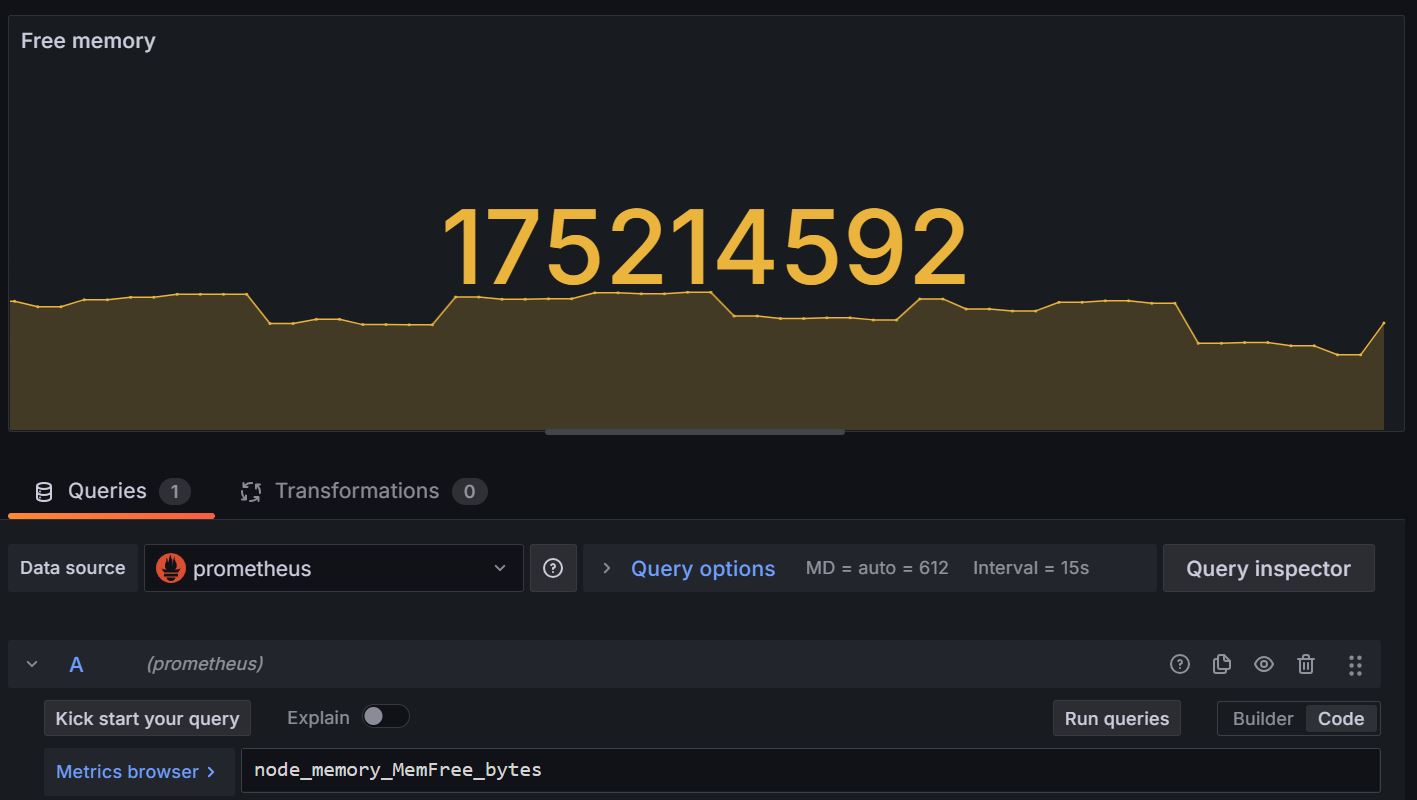 Free memory
175214592
Queries 1 Transformations 0
Data source prometheus Query options MD = auto = 612 Interval = 15s Query inspector
A (prometheus)
Kick start your query Explain Run queries Builder Code
Metrics browser > node_memory_MemFree_bytes